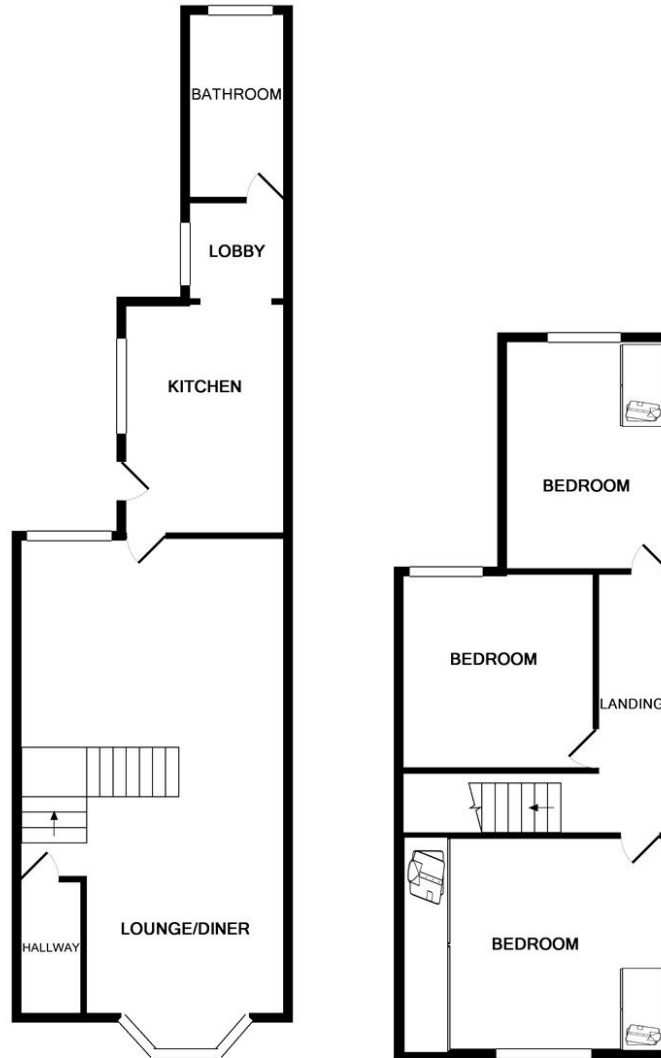 BATHROOM
LOBBY
KITCHEN
LOUNGE/DINER
HALLWAY
BEDROOM
BEDROOM
LANDING
BEDROOM